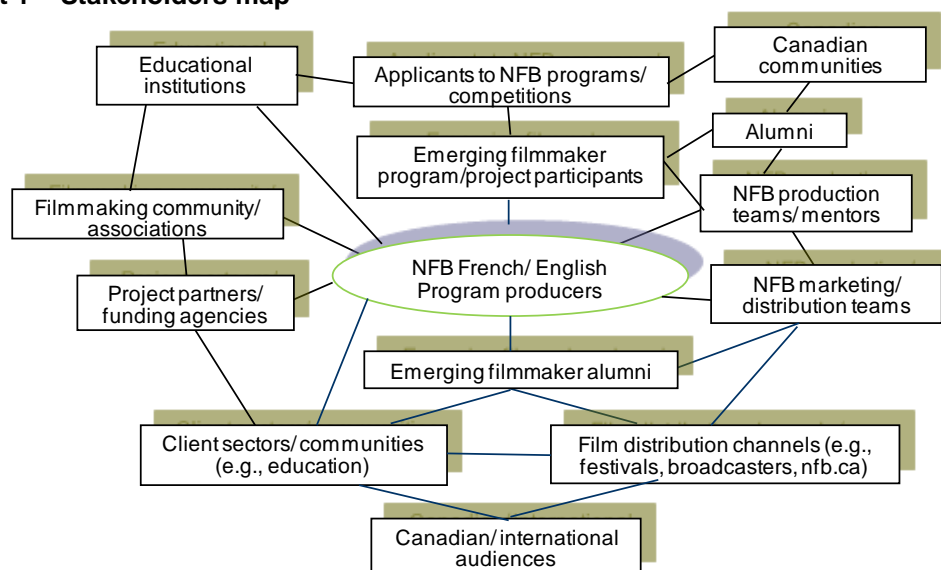 Stakeholders map
Educational
institutions
Applicants to NFB programs/
competitions
Canadian
communities
Alumni
Emerging filmmaker
program/project participants
NFB production
teams/ mentors
Filmmaking community/
associations
NFB French/ English
Program producers
Project partners/
funding agencies
NFB marketing/
distribution teams
Emerging filmmaker alumni
Client sectors/ communities
(e.g., education)
Film distribution channels (e.g.,
festivals, broadcasters, nfb.ca)
Canadian/ international
audiences